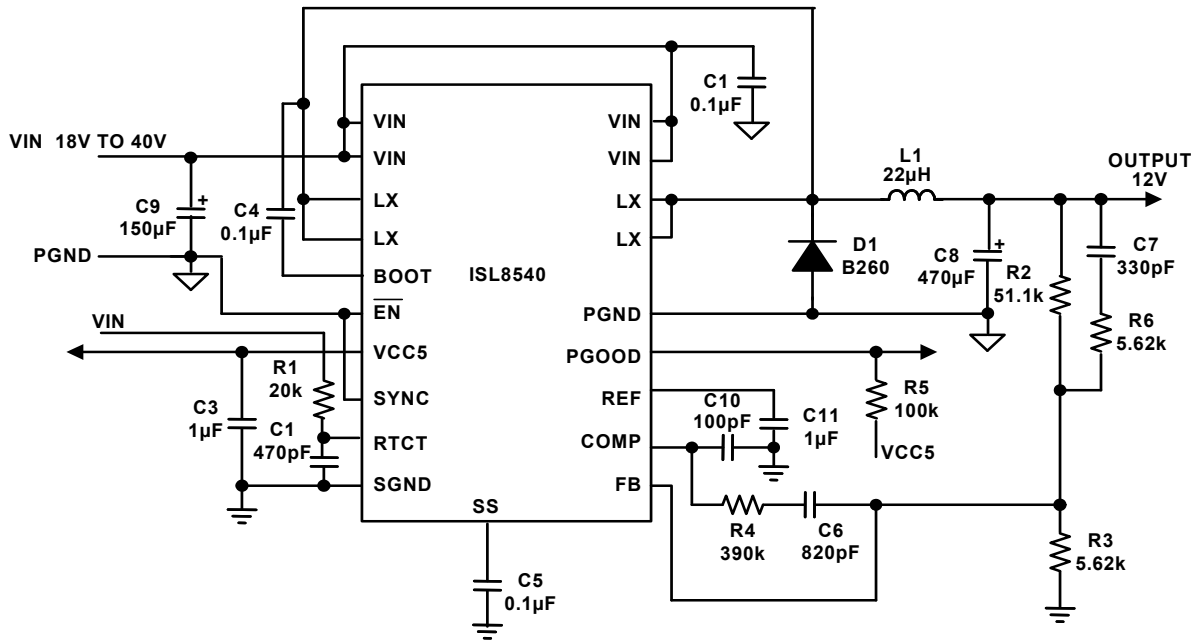 C1
0.1µF
VIN
VIN
VIN 18V TO 40V
VIN
VIN
L1
22µH
OUTPUT
12V
LX
LX
C9
150µF
+
C4
0.1µF
LX
LX
D1
B260
+
C8
470µF
R2
51.1k
C7
330pF
PGND
BOOT
ISL8540
EN
PGND
R6
5.62k
VIN
VCC5
PGOOD
R1
20k
SYNC
REF
R5
100k
C3
1µF
C1
470pF
RTCT
C10
100pF
C11
1µF
COMP
VCC5
SGND
FB
SS
R4
390k
C6
820pF
R3
5.62k
C5
0.1µF